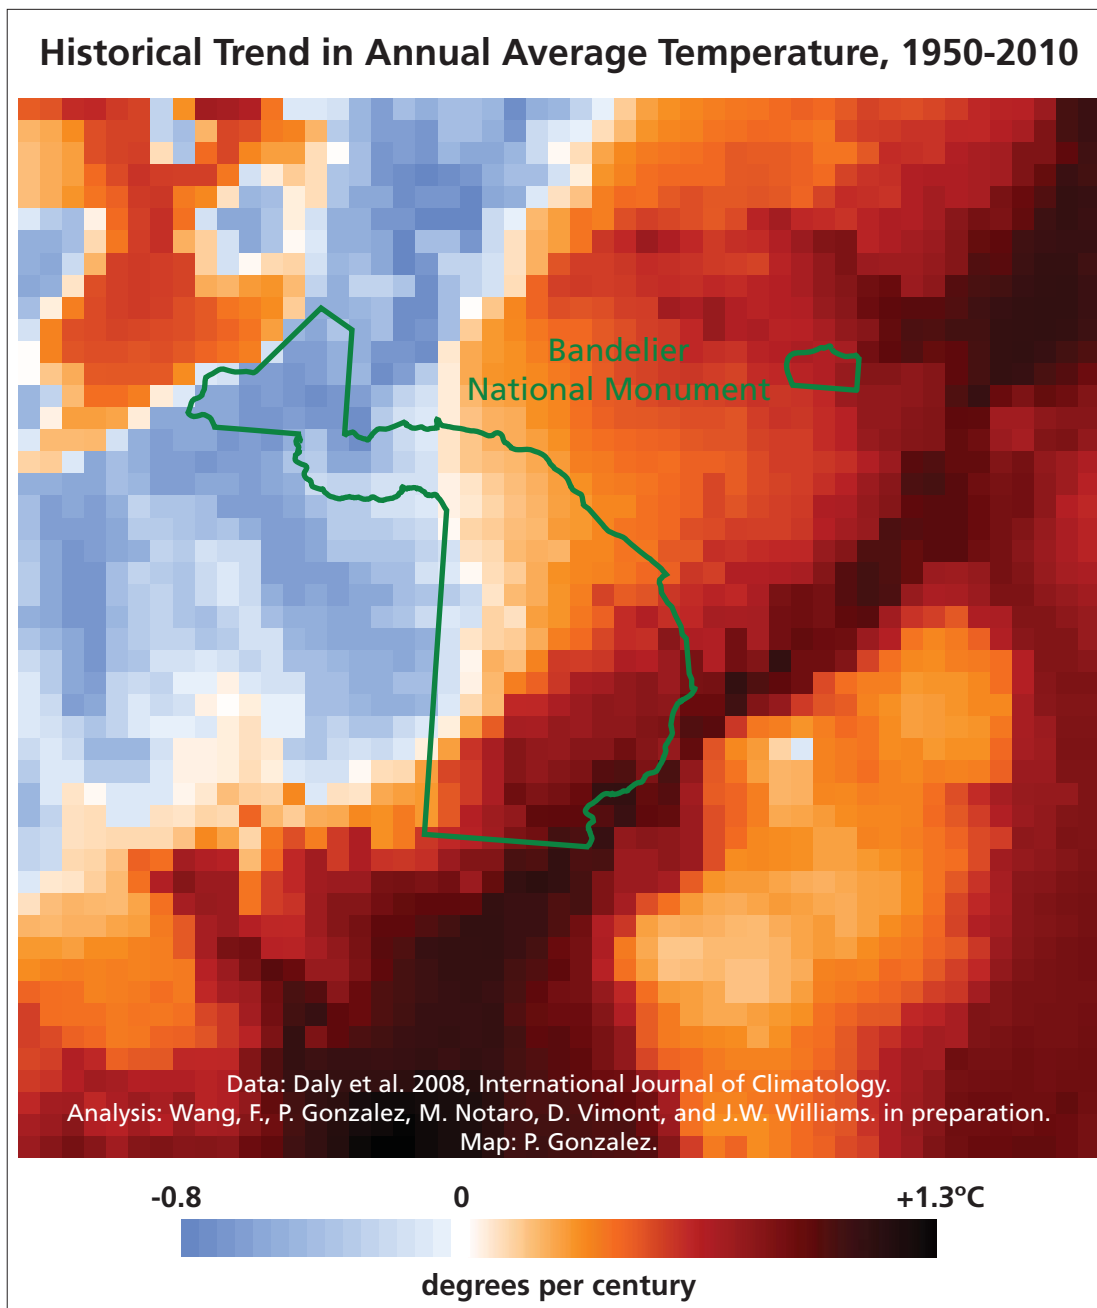 Historical Trend in Annual Average Temperature, 1950-2010
Bandelier
National Monument
Data: Daly et al. 2008, International Journal of Climatology.
Analysis: Wang, F., P. Gonzalez, M. Notaro, D. Vimont, and J.W. Williams. in preparation.
Map: P. Gonzalez.
-0.8 0 +1.3ºC
degrees per century